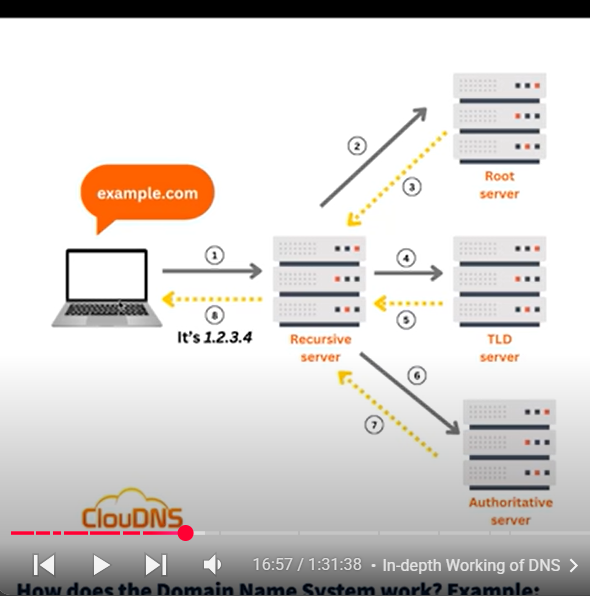 example.com
1
2
3
4
5
6
7
8
It's 1.2.3.4
Root
server
Recursive
server
TLD
server
Authoritative
server
ClouDNS
16:57 / 1:31:38 • In-depth Working of DNS
How does the Domain Name System work? Example: